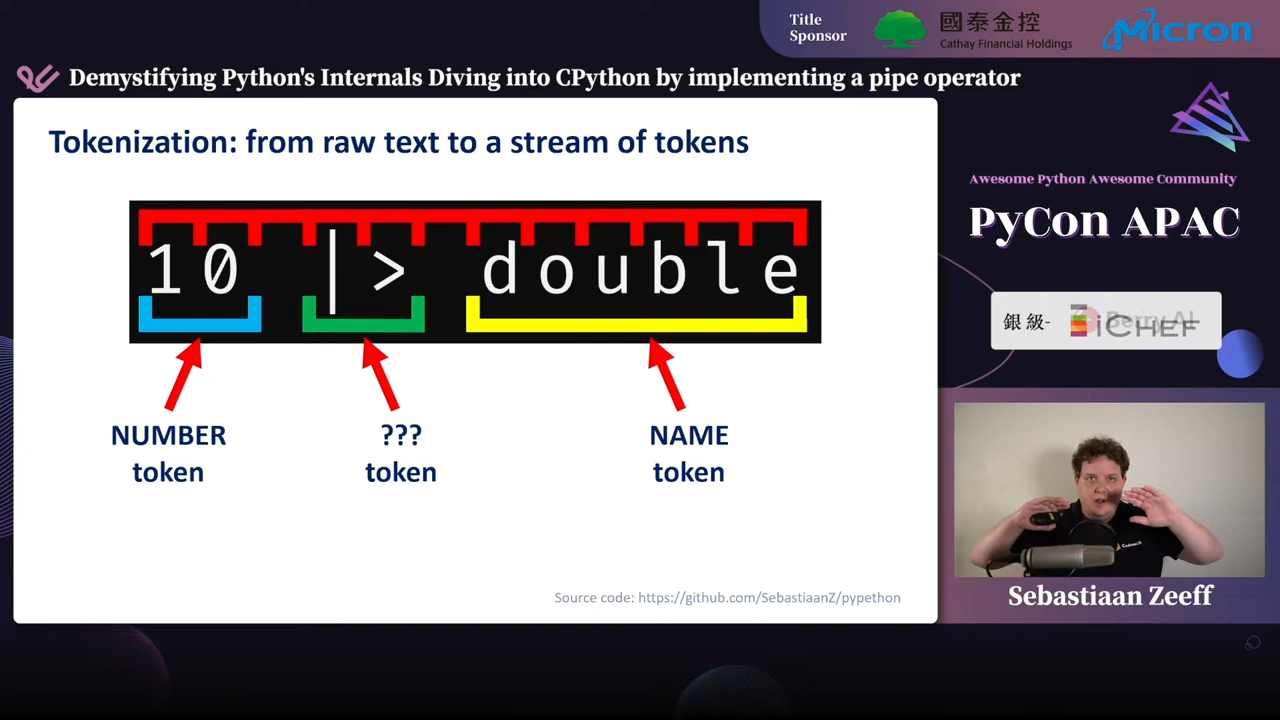 Title
Sponsor
國泰金控
Cathay Financial Holdings
Micron
Demystifying Python's Internals Diving into CPython by implementing a pipe operator
Tokenization: from raw text to a stream of tokens
10 |> double
NUMBER
token
???
token
NAME
token
Source code: https://github.com/SebastiaanZ/pypethon
Awesome Python Awesome Community
PyCon APAC
銀級-
iCHEF
Berry AI
Sebastiaan Zeeff